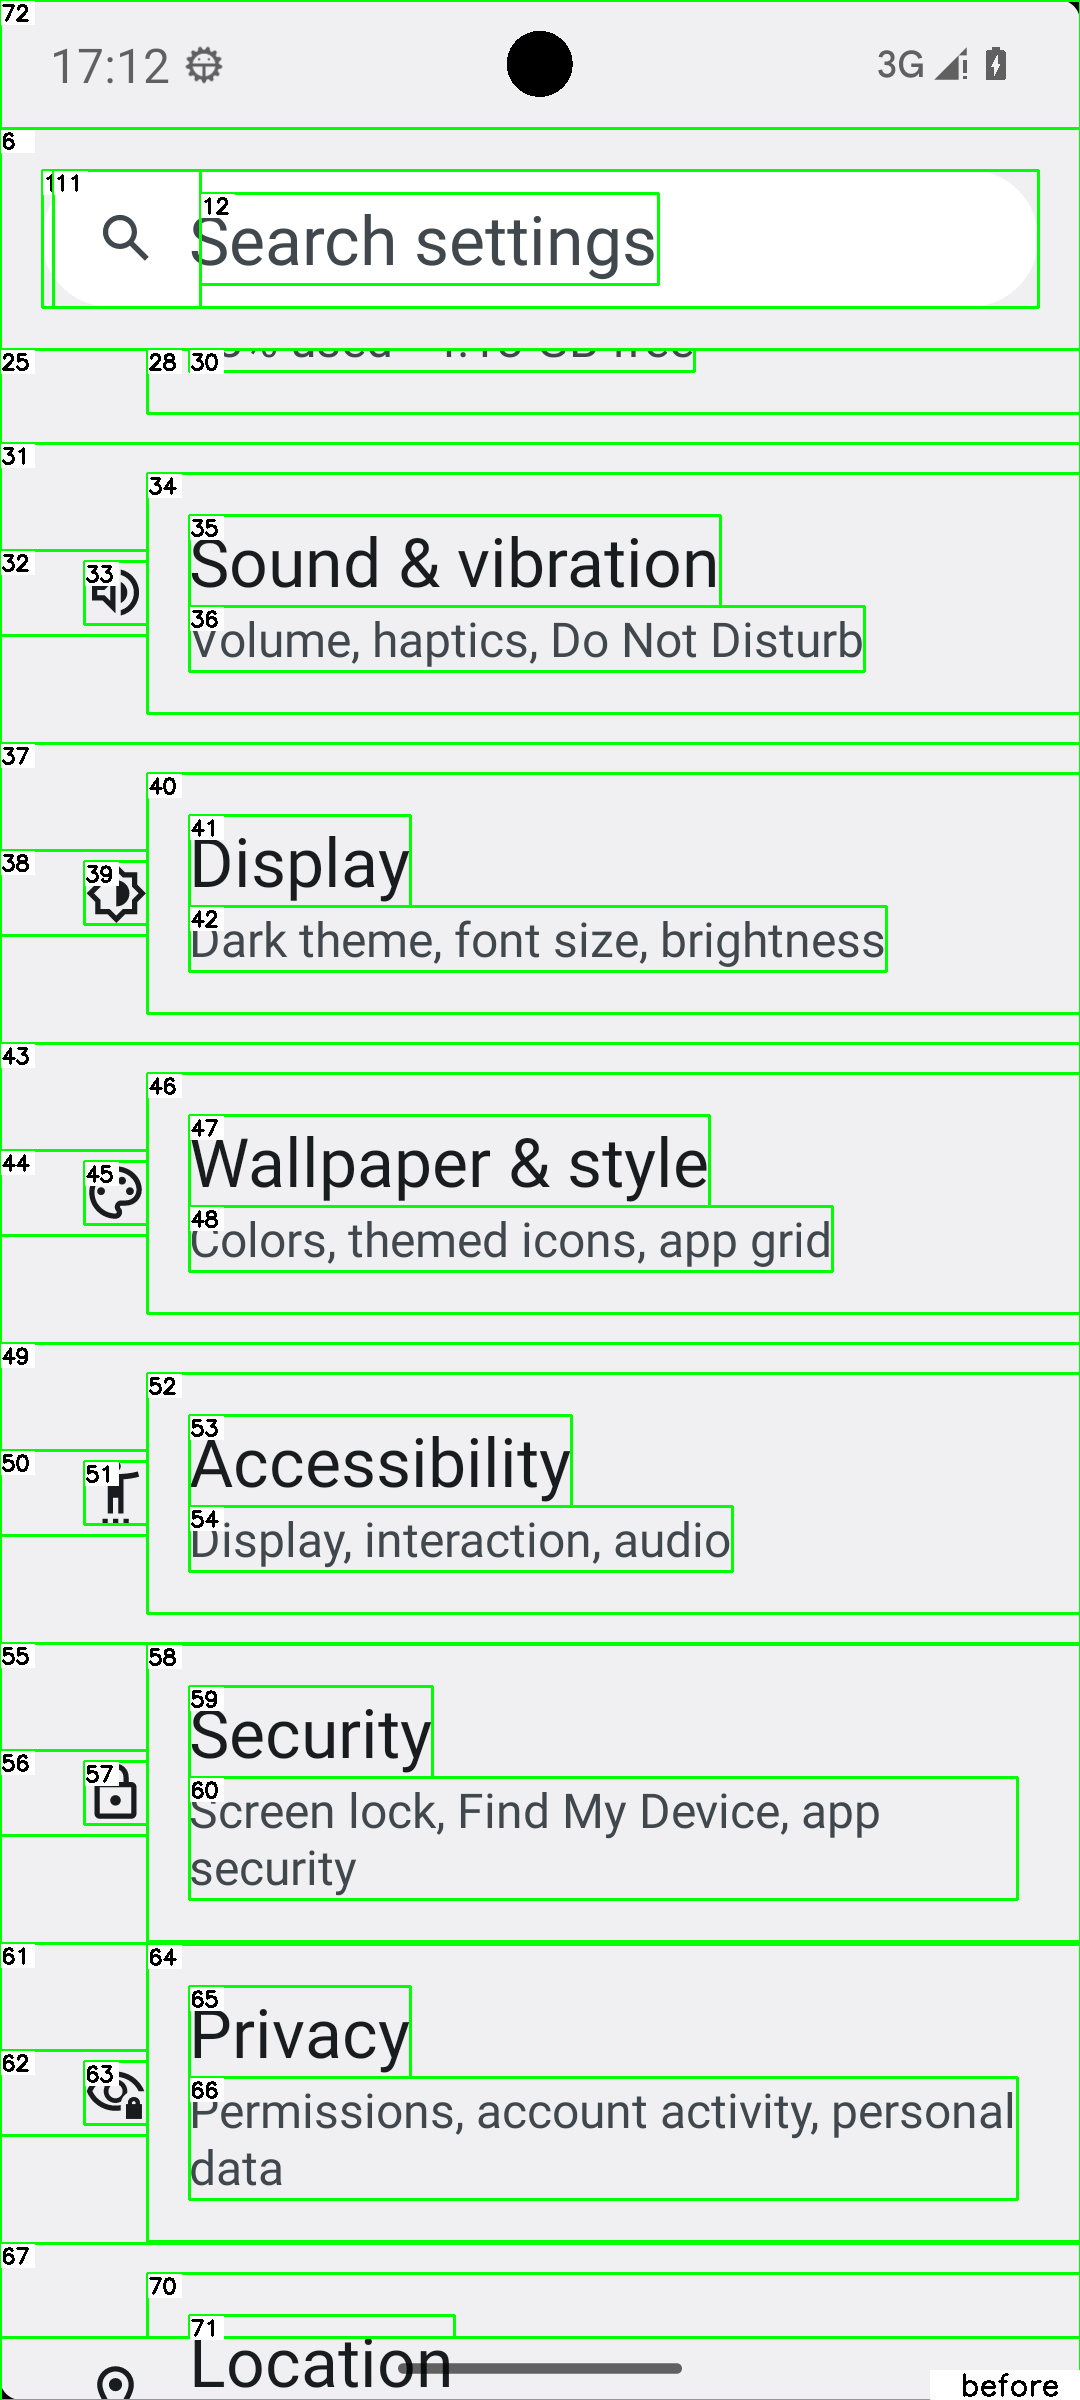 72
17:12
3G
6
111
12
Search settings
25
28
30
31
34
35
Sound & vibration
32
33
36
Volume, haptics, Do Not Disturb
37
40
41
Display
38
39
42
Dark theme, font size, brightness
43
46
47
Wallpaper & style
44
45
48
Colors, themed icons, app grid
49
52
53
Accessibility
50
51
54
Display, interaction, audio
55
58
59
Security
56
57
60
Screen lock, Find My Device, app
security
61
64
65
Privacy
62
63
66
Permissions, account activity, personal
data
67
70
71
Location
before